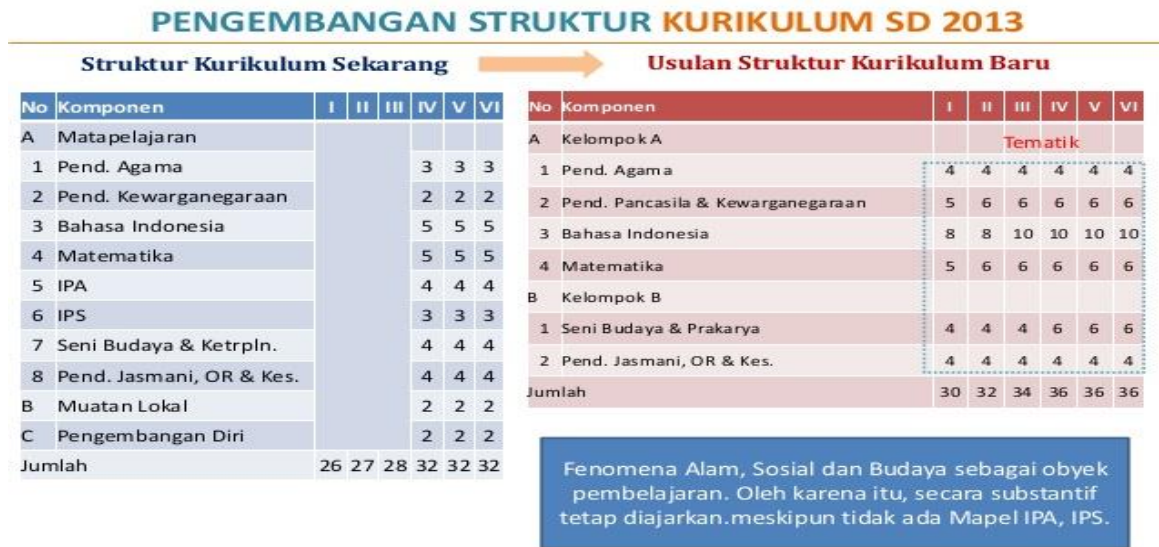 PENGEMBANGAN STRUKTUR KURIKULUM SD 2013
Struktur Kurikulum Sekarang
No Komponen I II III IV V VI
A Matapelajaran
1 Pend. Agama 3 3 3
2 Pend. Kewarganegaraan 2 2 2
3 Bahasa Indonesia 5 5 5
4 Matematika 5 5 5
5 IPA 4 4 4
6 IPS 3 3 3
7 Seni Budaya & Ketrpln. 4 4 4
8 Pend. Jasmani, OR & Kes. 4 4 4
B Muatan Lokal 2 2 2
C Pengembangan Diri 2 2 2
Jumlah 26 27 28 32 32 32
Usulan Struktur Kurikulum Baru
No Komponen I II III IV V VI
A Kelompok A Tematik
1 Pend. Agama 4 4 4 4 4 4
2 Pend. Pancasila & Kewarganegaraan 5 6 6 6 6 6
3 Bahasa Indonesia 8 8 10 10 10 10
4 Matematika 5 6 6 6 6 6
B Kelompok B
1 Seni Budaya & Prakarya 4 4 4 6 6 6
2 Pend. Jasmani, OR & Kes. 4 4 4 4 4 4
Jumlah 30 32 34 36 36 36
Fenomena Alam, Sosial dan Budaya sebagai obyek
pembelajaran. Oleh karena itu, secara substantif
tetap diajarkan.meskipun tidak ada Mapel IPA, IPS.